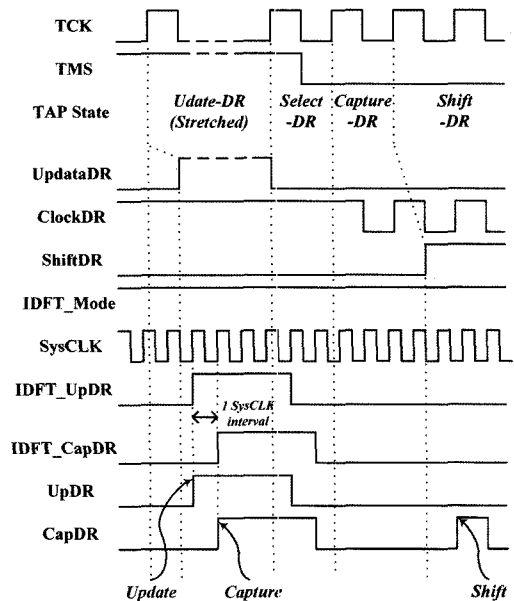 TCK
TMS
TAP State
Udate-DR
(Stretched)
Select
-DR
Capture
-DR
Shift
-DR
UpdataDR
ClockDR
ShiftDR
IDFT_Mode
SysCLK
IDFT_UpDR
1 SysCLK
interval
IDFT_CapDR
UpDR
CapDR
Update
Capture
Shift